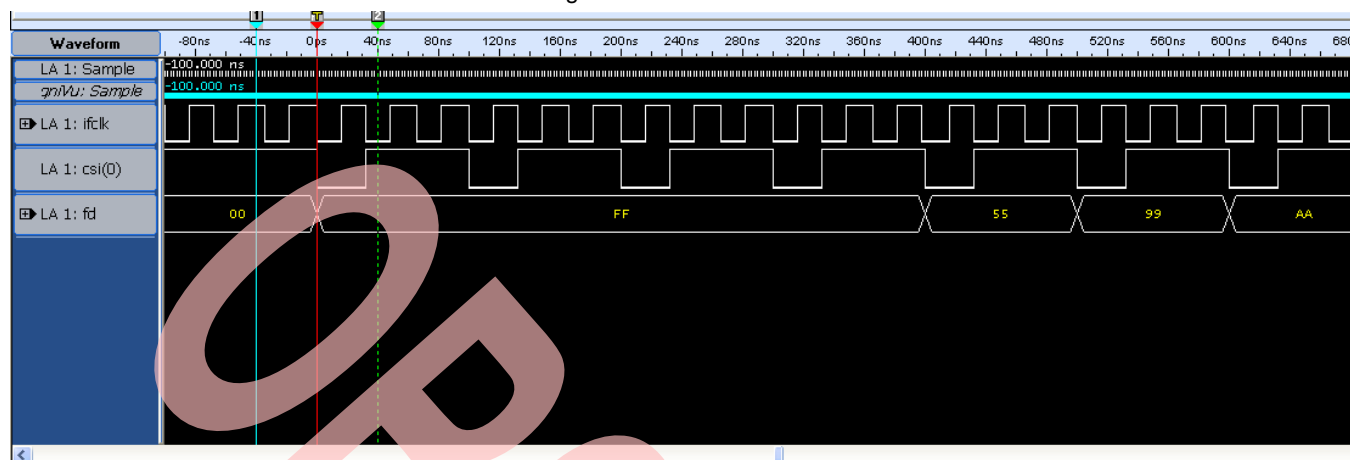 1 T 2
Waveform -80ns -40ns 0ps 40ns 80ns 120ns 160ns 200ns 240ns 280ns 320ns 360ns 400ns 440ns 480ns 520ns 560ns 600ns 640ns 680
LA 1: Sample -100.000 ns
gniVu: Sample -100.000 ns
LA 1: ifclk
LA 1: csi(0)
LA 1: fd 00 FF 55 99 AA